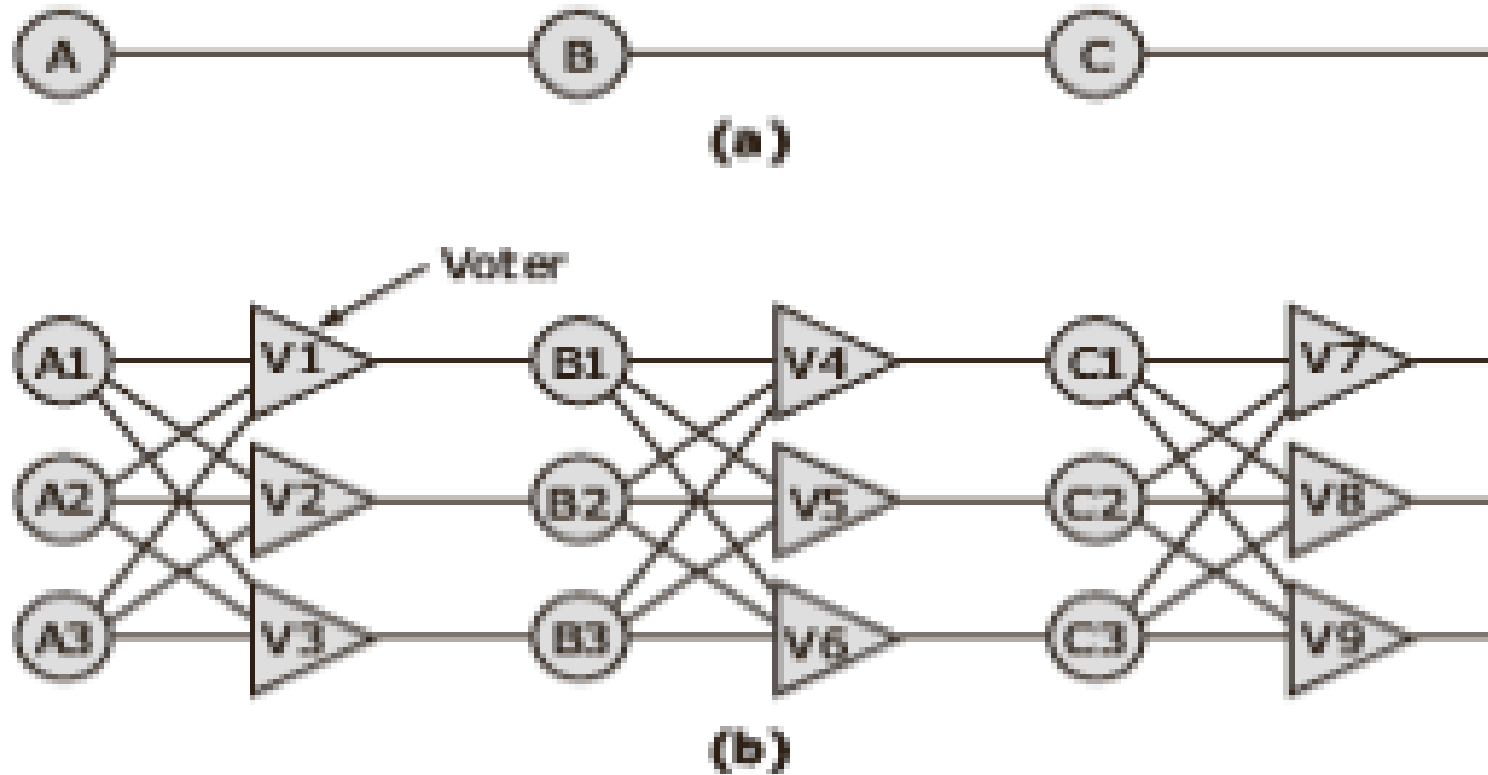 A B C
(a)
Voter
A1 V1 B1 V4 C1 V7
A2 V2 B2 V5 C2 V8
A3 V3 B3 V6 C3 V9
(b)